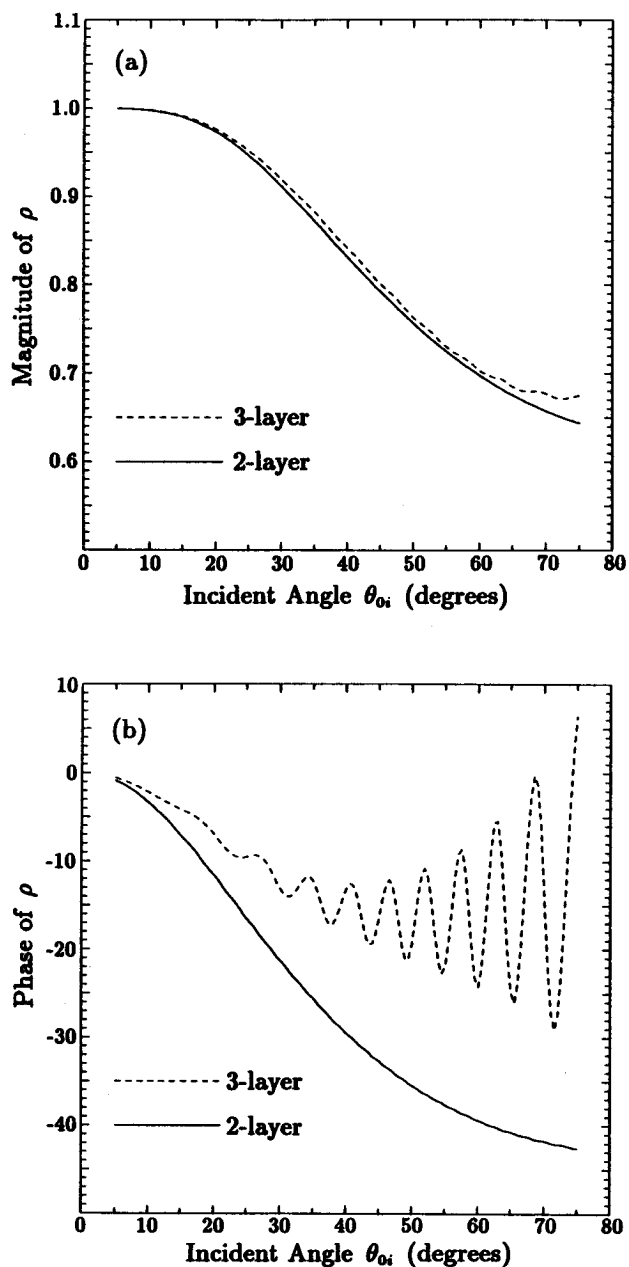 1.1
(a)
1.0
0.9
0.8
0.7
0.6
Magnitude of ρ
3-layer
2-layer
0 10 20 30 40 50 60 70 80
Incident Angle θ₀ᵢ (degrees)
10
(b)
0
-10
-20
-30
-40
Phase of ρ
3-layer
2-layer
0 10 20 30 40 50 60 70 80
Incident Angle θ₀ᵢ (degrees)